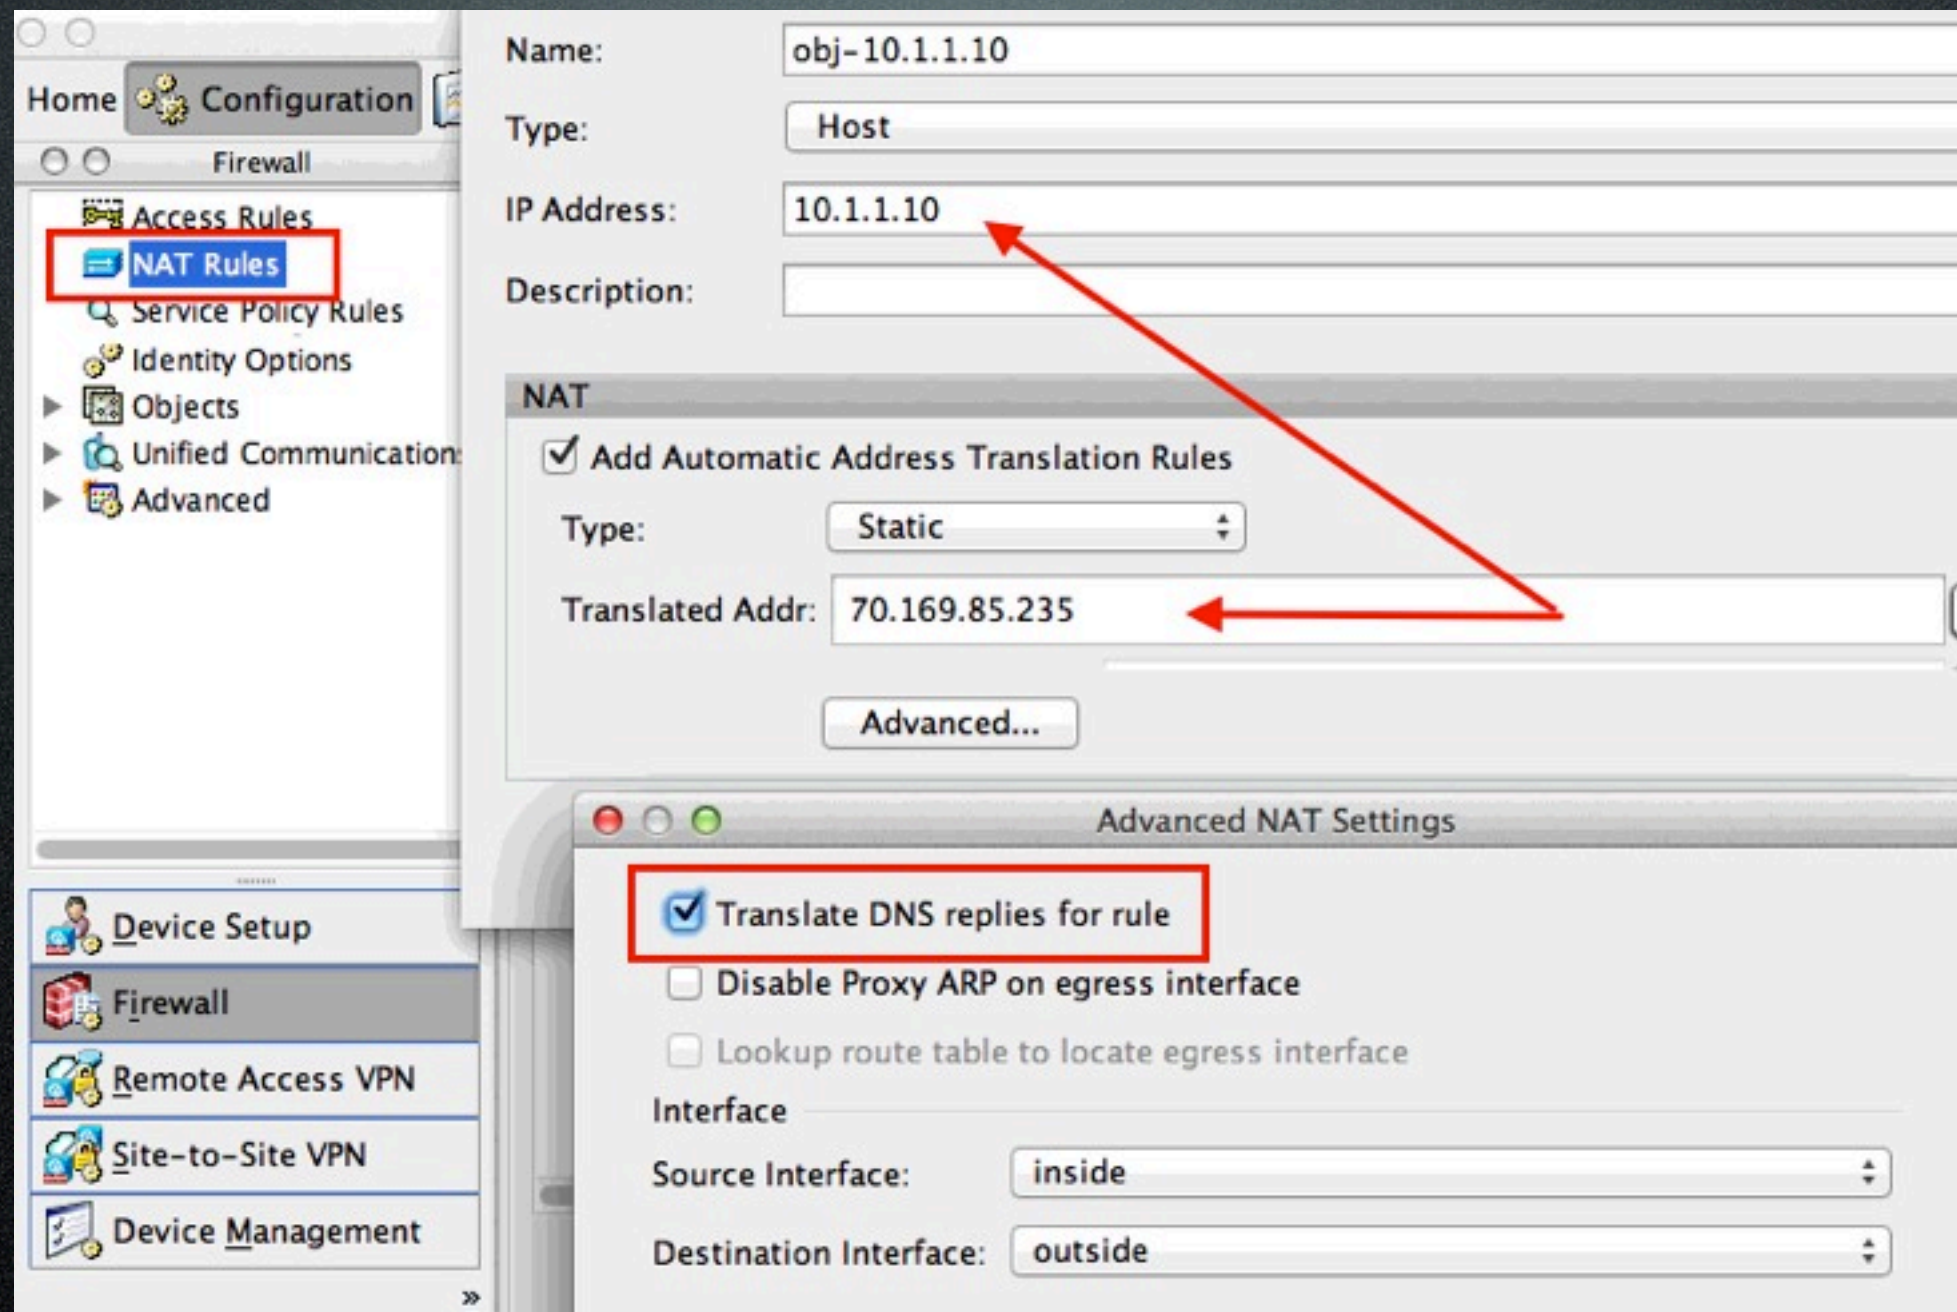 Home
Configuration
Firewall
Access Rules
NAT Rules
Service Policy Rules
Identity Options
Objects
Unified Communication
Advanced
Device Setup
Firewall
Remote Access VPN
Site-to-Site VPN
Device Management
»
Name: obj-10.1.1.10
Type: Host
IP Address: 10.1.1.10
Description:
NAT
Add Automatic Address Translation Rules
Type: Static
Translated Addr: 70.169.85.235
Advanced...
Advanced NAT Settings
Translate DNS replies for rule
Disable Proxy ARP on egress interface
Lookup route table to locate egress interface
Interface
Source Interface: inside
Destination Interface: outside